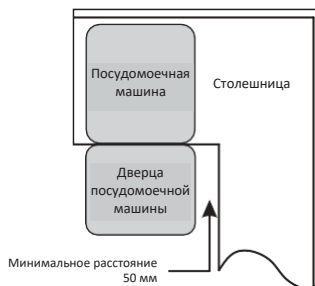 Посудомоечная
машина
Столешница
Дверца
посудомоечной
машины
Минимальное расстояние
50 мм